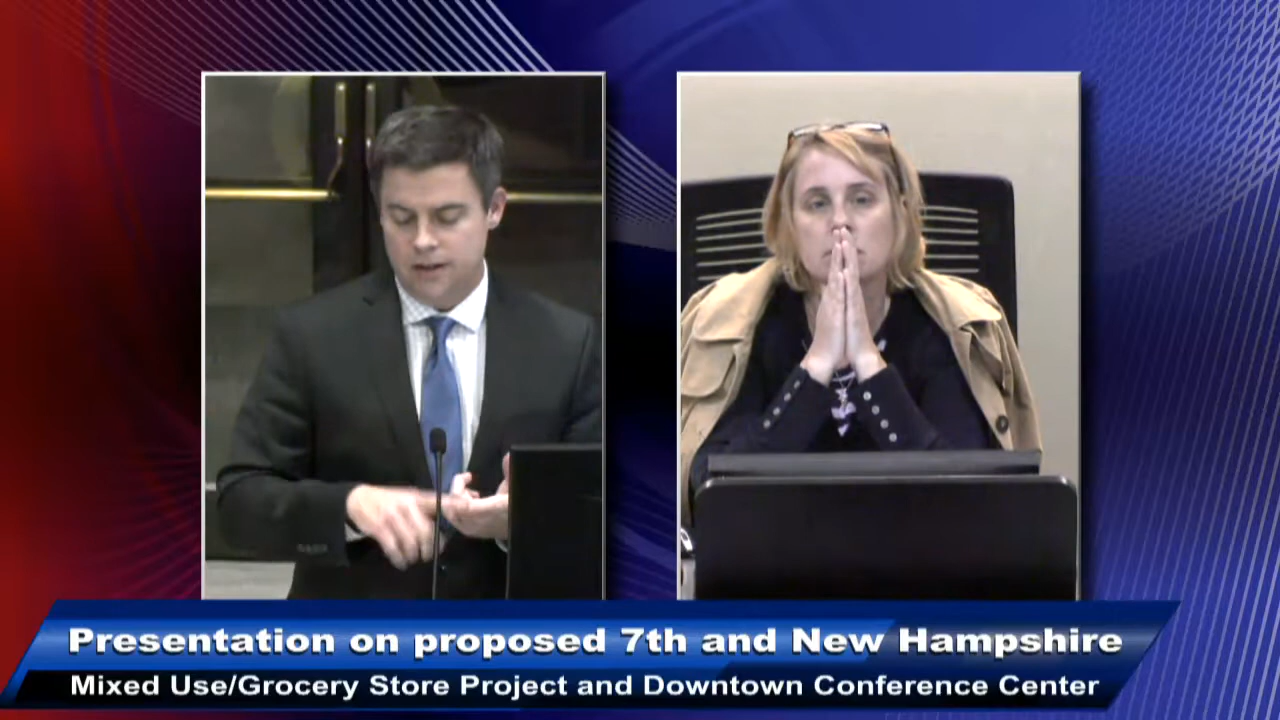 Presentation on proposed 7th and New Hampshire
Mixed Use/Grocery Store Project and Downtown Conference Center